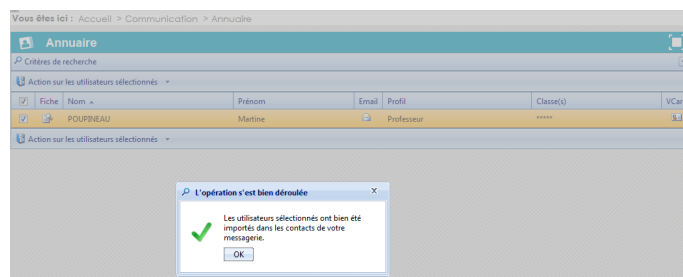 Vous êtes ici : Accueil > Communication > Annuaire
Annuaire
Critères de recherche
Action sur les utilisateurs sélectionnés
Fiche Nom Prénom Email Profil Classe(s) VCar
POUPINEAU Martine Professeur *****
Action sur les utilisateurs sélectionnés
L'opération s'est bien déroulée X
Les utilisateurs sélectionnés ont bien été
importés dans les contacts de votre
messagerie.
OK